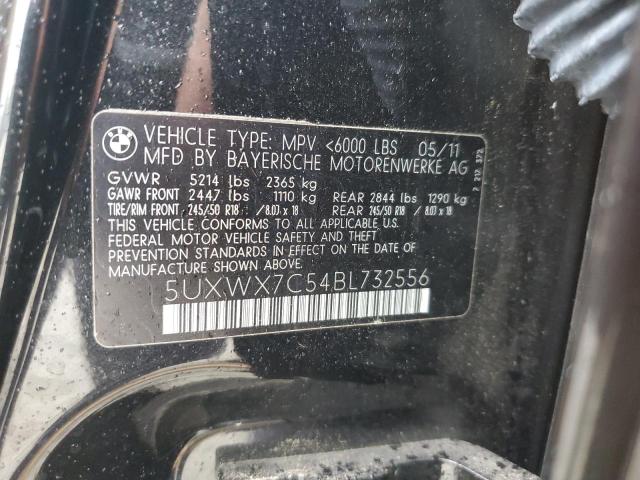 BMW
VEHICLE TYPE: MPV <6000 LBS 05/11
MFD BY BAYERISCHE MOTORENWERKE AG
GVWR 5214 lbs 2365 kg
GAWR FRONT 2447 lbs 1110 kg REAR 2844 lbs 1290 kg
TIRE/RIM FRONT 245/50 R18 /8.0J x 18 REAR 245/50 R18 /8.0J x 18
THIS VEHICLE CONFORMS TO ALL APPLICABLE U.S.
FEDERAL MOTOR VEHICLE SAFETY AND THEFT
PREVENTION STANDARDS IN EFFECT ON THE DATE OF
MANUFACTURE SHOWN ABOVE.
5UXWX7C54BL732556